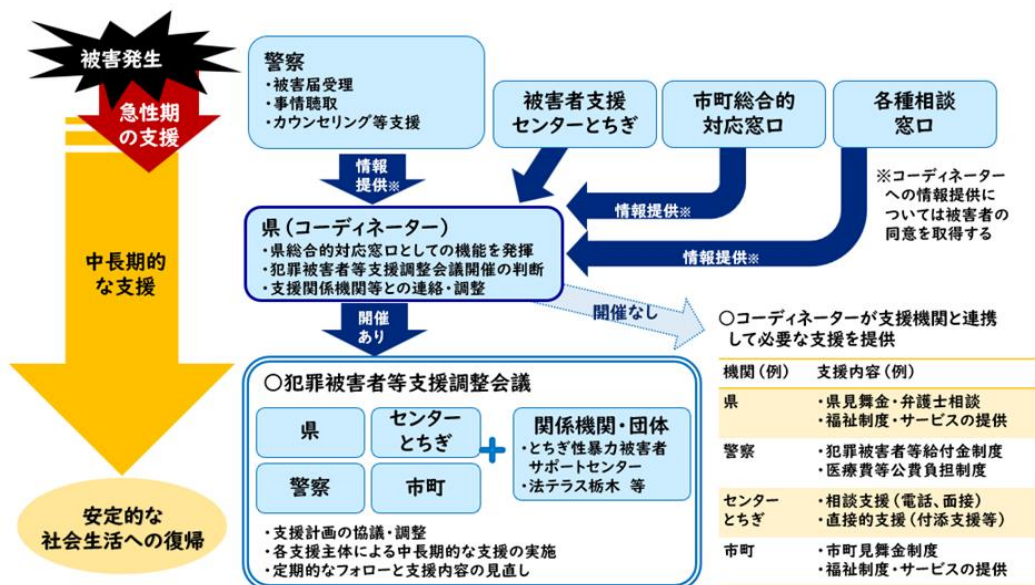 被害発生
急性期
の支援
中長期的
な支援
安定的な
社会生活への復帰
警察
・被害届受理
・事情聴取
・カウンセリング等支援
被害者支援
センターとちぎ
市町総合的
対応窓口
各種相談
窓口
情報
提供※
情報提供※
情報提供※
※コーディネーター
への情報提供に
ついては被害者の
同意を取得する
県(コーディネーター)
・県総合的対応窓口としての機能を発揮
・犯罪被害者等支援調整会議開催の判断
・支援関係機関等との連絡・調整
開催
あり
開催なし
〇犯罪被害者等支援調整会議
県
センター
とちぎ
警察
市町
+
関係機関・団体
・とちぎ性暴力被害者
サポートセンター
・法テラス栃木 等
・支援計画の協議・調整
・各支援主体による中長期的な支援の実施
・定期的なフォローと支援内容の見直し
〇コーディネーターが支援機関と連携
して必要な支援を提供
機関(例) 支援内容(例)
県 ・県見舞金・弁護士相談
・福祉制度・サービスの提供
警察 ・犯罪被害者等給付金制度
・医療費等公費負担制度
センター ・相談支援(電話、面接)
とちぎ ・直接的支援(付添支援等)
市町 ・市町見舞金制度
・福祉制度・サービスの提供